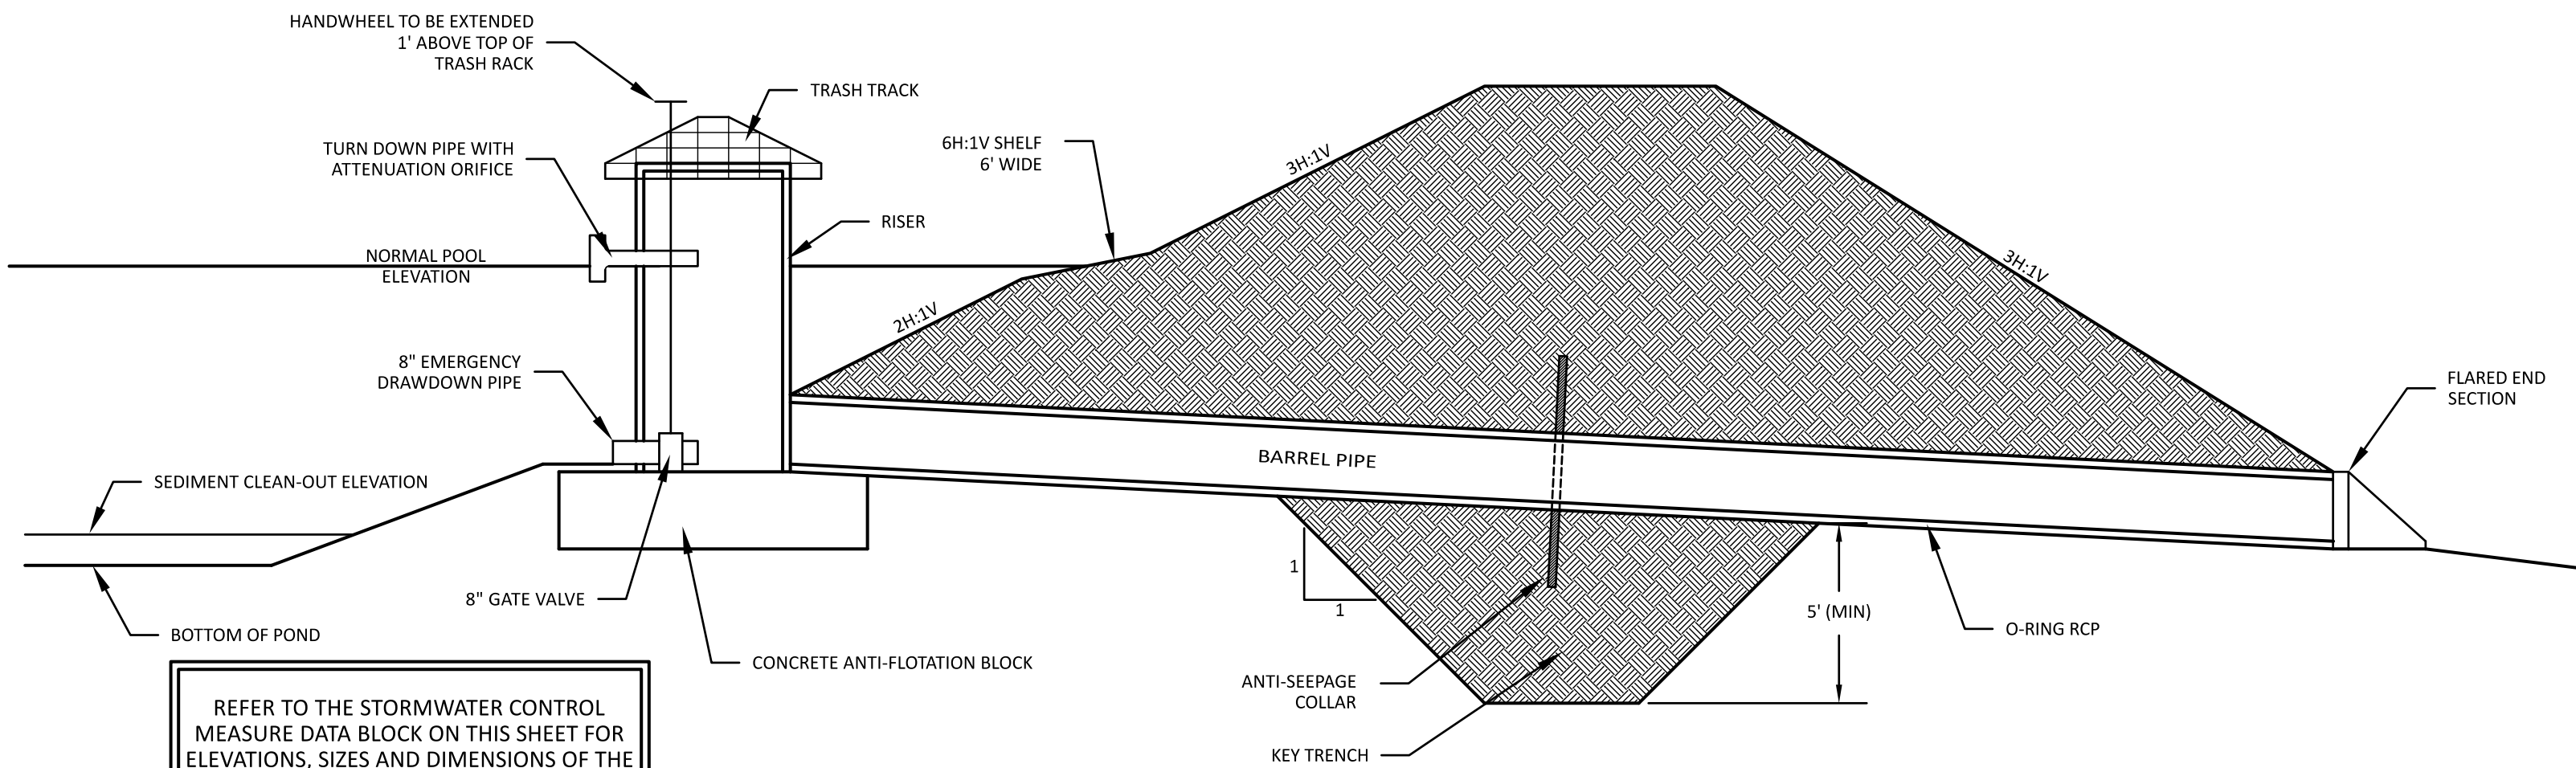 HANDWHEEL TO BE EXTENDED
1' ABOVE TOP OF
TRASH RACK
TRASH TRACK
TURN DOWN PIPE WITH
ATTENUATION ORIFICE
6H:1V SHELF
6' WIDE
3H:1V
RISER
NORMAL POOL
ELEVATION
3H:1V
2H:1V
8" EMERGENCY
DRAWDOWN PIPE
FLARED END
SECTION
BARREL PIPE
SEDIMENT CLEAN-OUT ELEVATION
1
1
8" GATE VALVE
5' (MIN)
O-RING RCP
BOTTOM OF POND
CONCRETE ANTI-FLOTATION BLOCK
ANTI-SEEPAGE
COLLAR
KEY TRENCH
REFER TO THE STORMWATER CONTROL
MEASURE DATA BLOCK ON THIS SHEET FOR
ELEVATIONS, SIZES AND DIMENSIONS OF THE